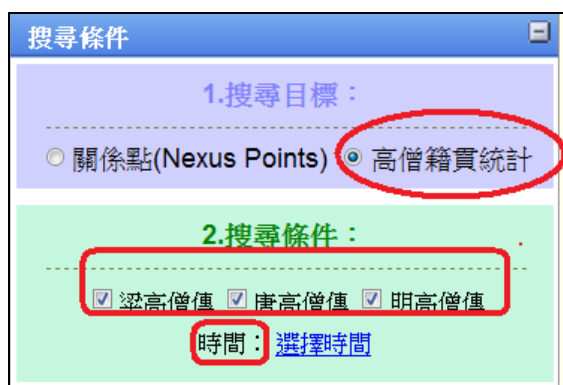 搜尋條件
1.搜尋目標：
關係點(Nexus Points) 高僧籍貫統計
2.搜尋條件：
梁高僧傳 唐高僧傳 明高僧傳
時間：選擇時間